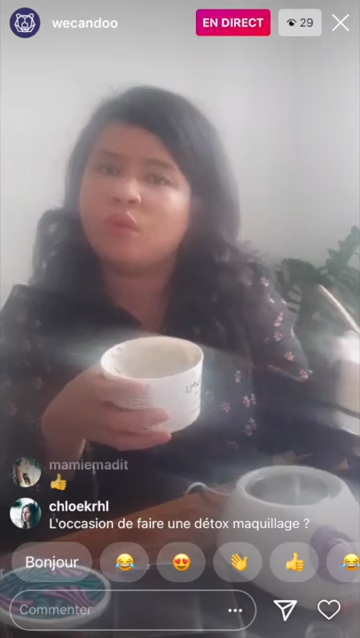 wecandoo
EN DIRECT
29
mamiemadit
👍
chloekrhl
L'occasion de faire une détox maquillage ?
Bonjour 😂 😍 👋 👍 😂
Commenter